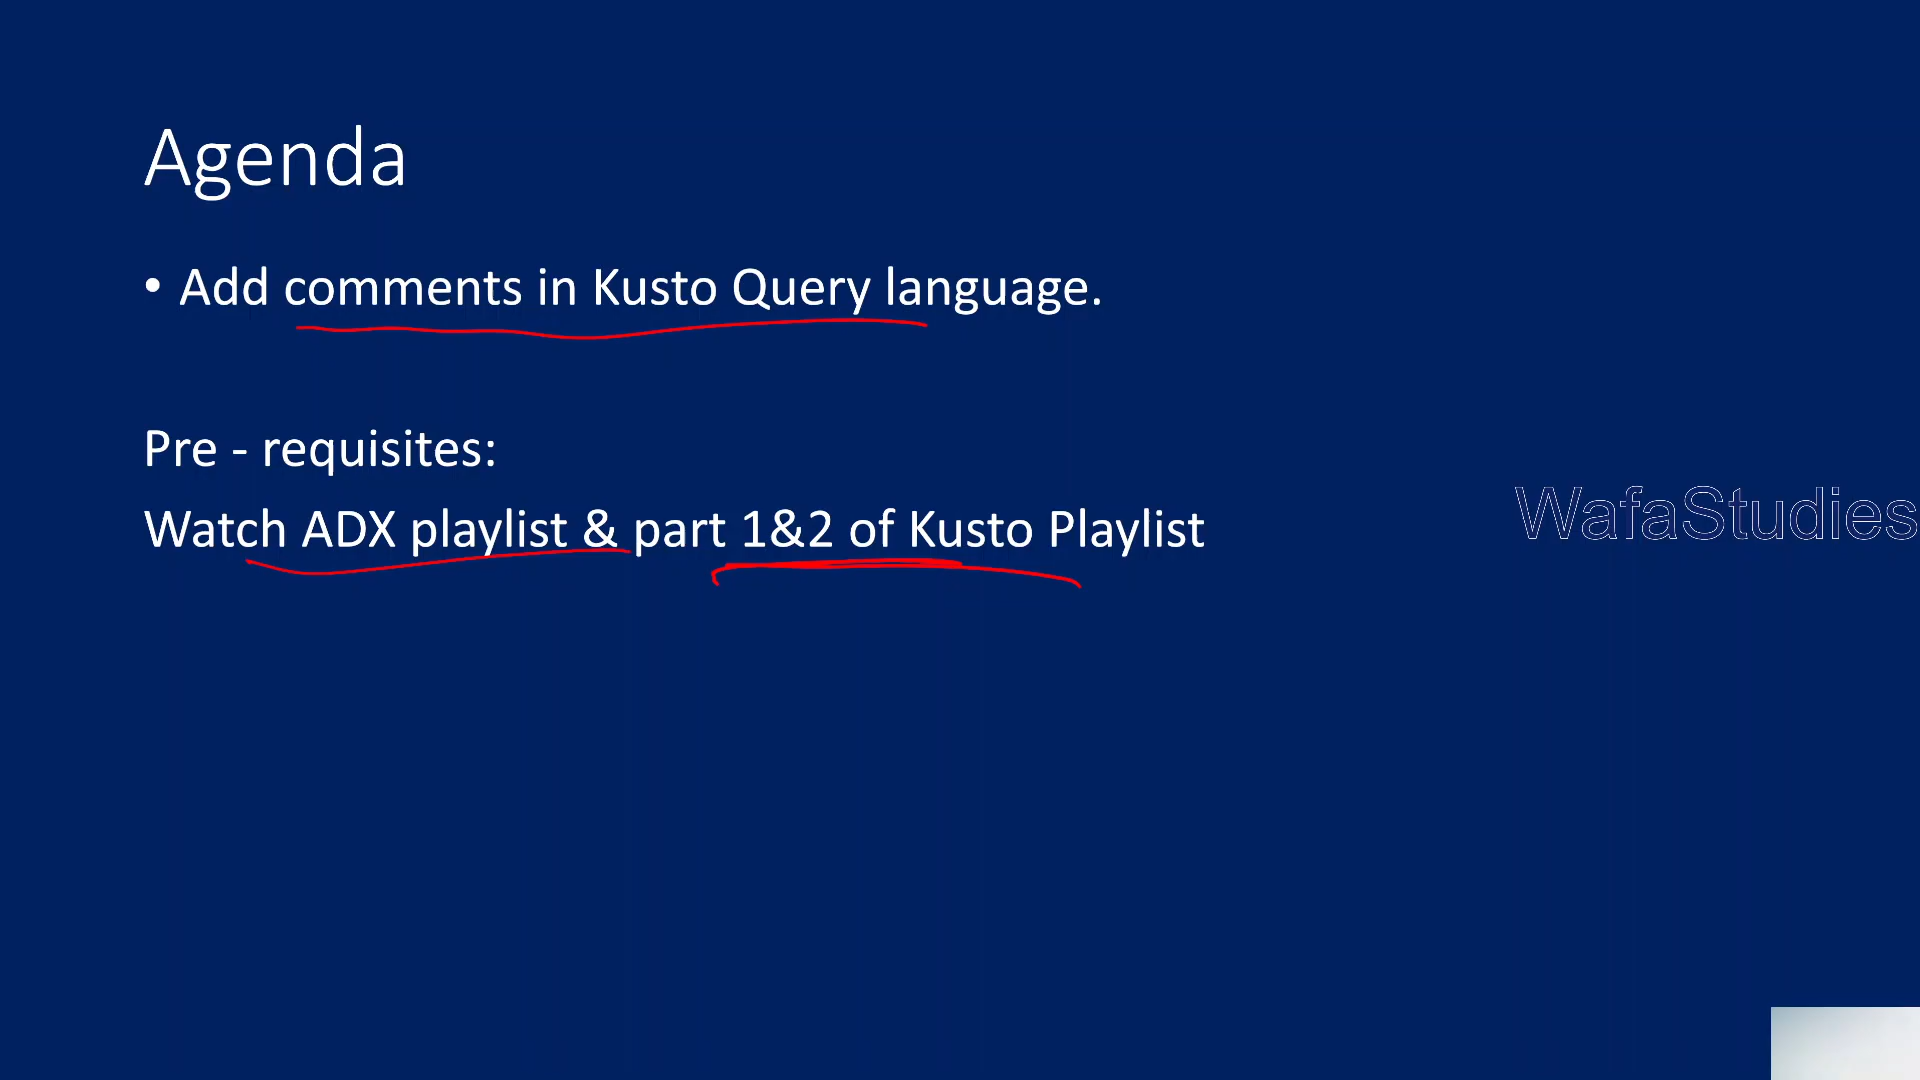 Agenda
• Add comments in Kusto Query language.
Pre - requisites:
Watch ADX playlist & part 1&2 of Kusto Playlist
WafaStudies